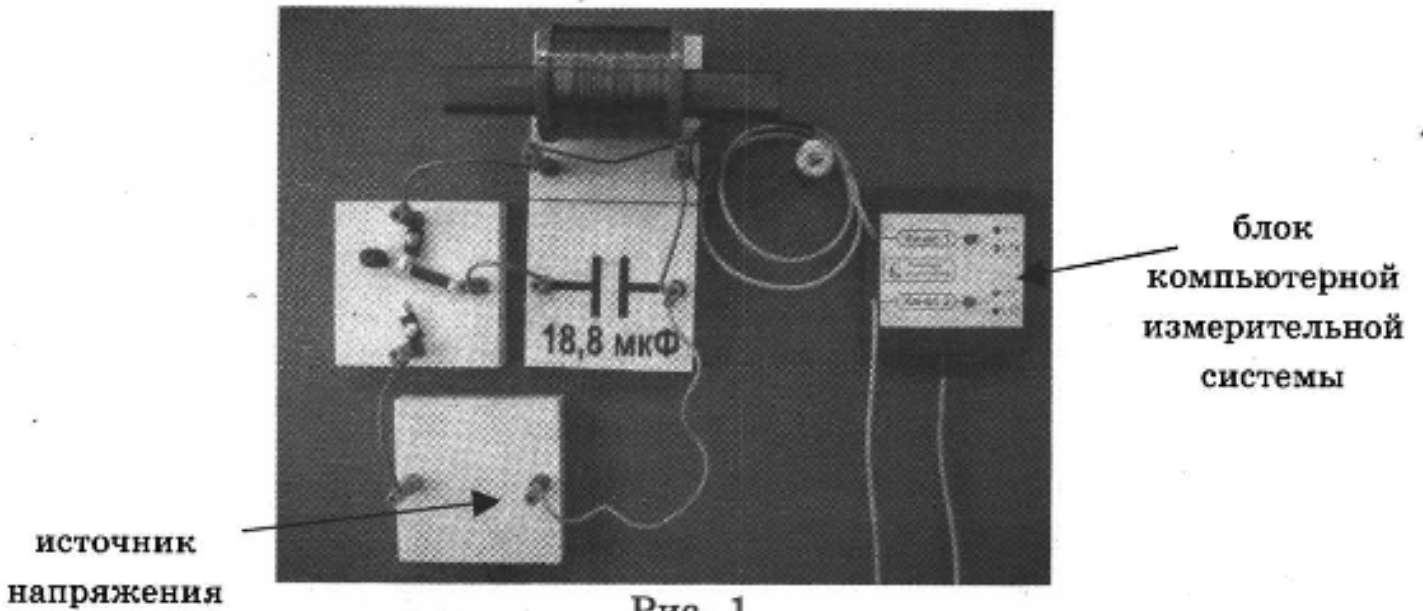 блок
компьютерной
измерительной
системы
18,8 мкФ
источник
напряжения
Рис. 1